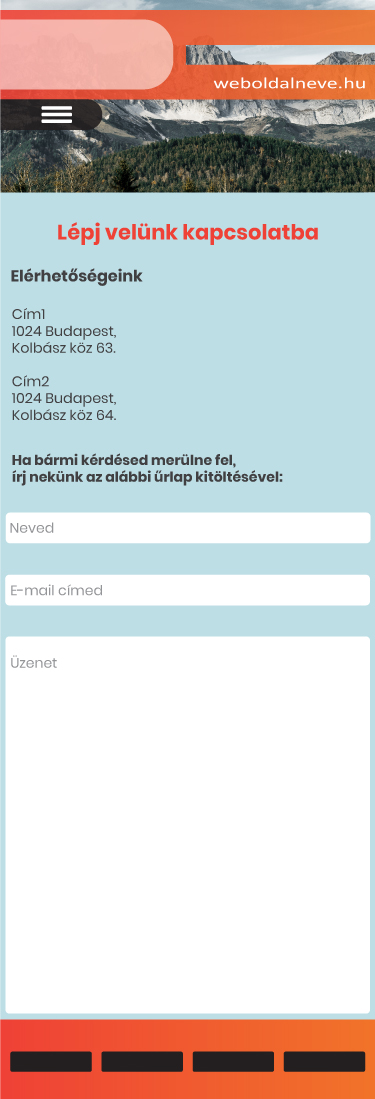 weboldalneve.hu
Lépj velünk kapcsolatba
Elérhetőségeink
Cím1
1024 Budapest,
Kolbász köz 63.
Cím2
1024 Budapest,
Kolbász köz 64.
Ha bármi kérdésed merülne fel,
írj nekünk az alábbi űrlap kitöltésével:
Neved
E-mail címed
Üzenet